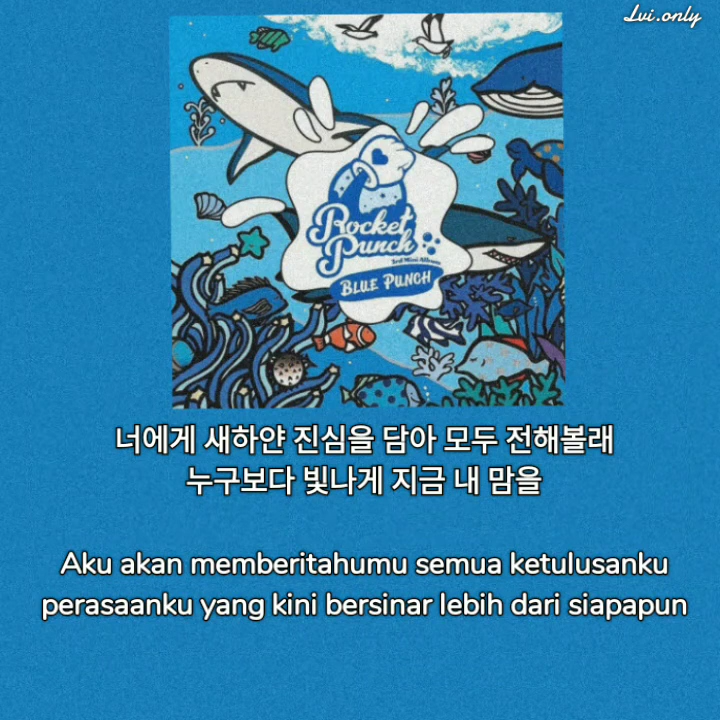 Lvi.only
Rocket
Punch
3rd Mini Album
BLUE PUNCH
너에게 새하얀 진심을 담아 모두 전해볼래
누구보다 빛나게 지금 내 맘을
Aku akan memberitahumu semua ketulusanku
perasaanku yang kini bersinar lebih dari siapapun